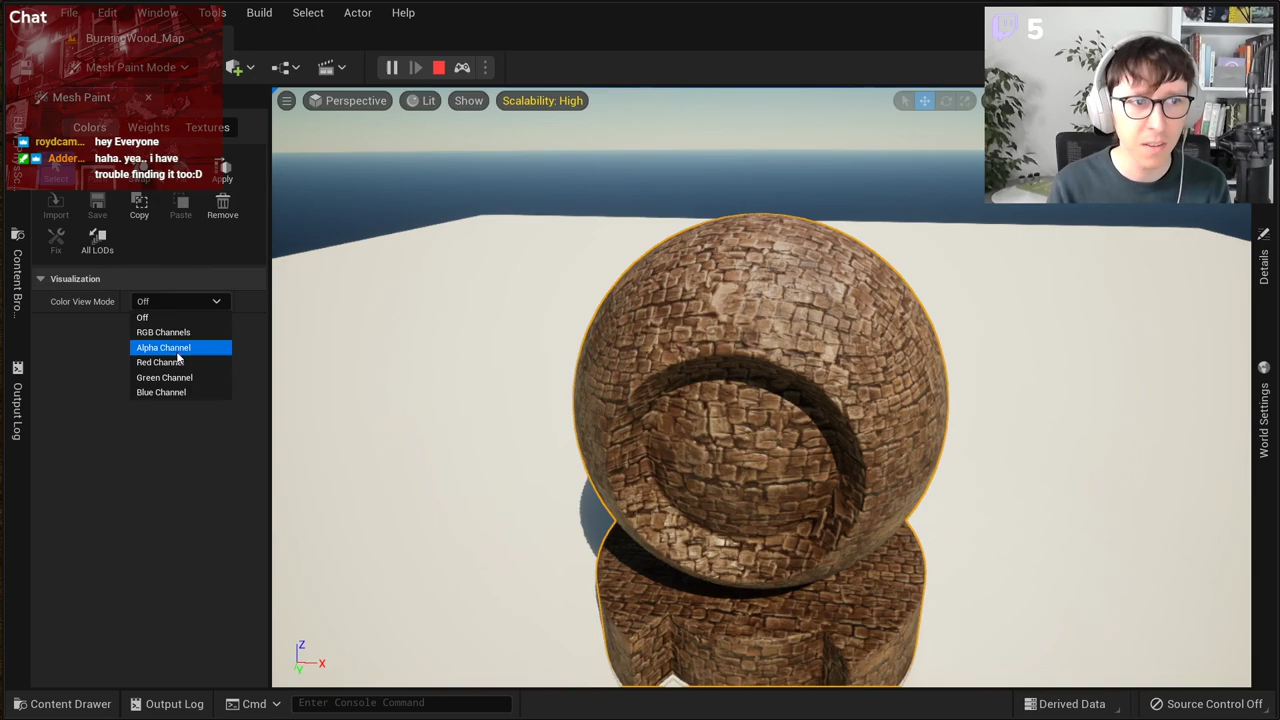 Chat
File Edit Window Tools Build Select Actor Help
5
BurningWood_Map
Mesh Paint Mode
Mesh Paint
Perspective Lit Show Scalability: High
Colors Weights Textures
roydcam... hey Everyone
Adder... haha. yea.. i have
trouble finding it too:D
Select Swap Apply
Import Save Copy Paste Remove
Fix All LODs
Visualization
Color View Mode Off
Off
RGB Channels
Alpha Channel
Red Channel
Green Channel
Blue Channel
Content Bro...
Output Log
Details
World Settings
Z
X
Y
Content Drawer Output Log Cmd Enter Console Command Derived Data Source Control Off